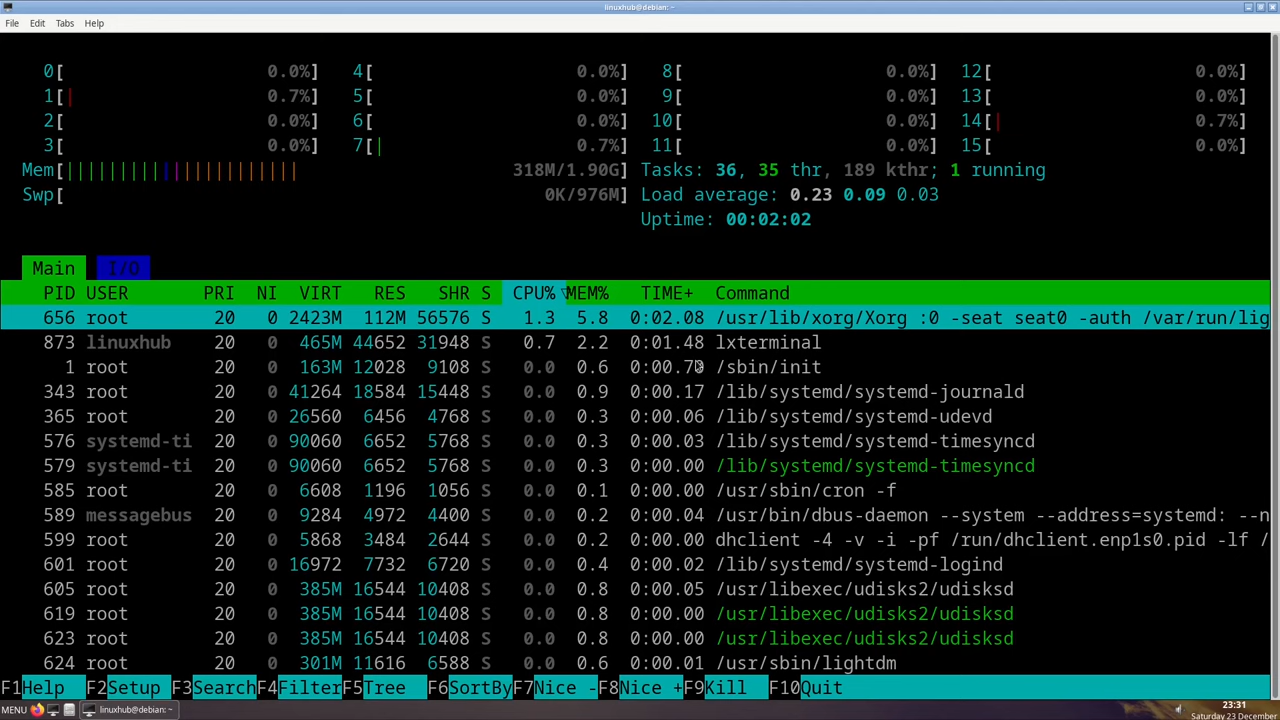 linuxhub@debian: ~
File Edit Tabs Help
0[ 0.0%] 4[ 0.0%] 8[ 0.0%] 12[ 0.0%]
1[| 0.7%] 5[ 0.0%] 9[ 0.0%] 13[ 0.0%]
2[ 0.0%] 6[ 0.0%] 10[ 0.0%] 14[| 0.7%]
3[ 0.0%] 7[| 0.7%] 11[ 0.0%] 15[ 0.0%]
Mem[|||||||||||||||||||||| 318M/1.90G] Tasks: 36, 35 thr, 189 kthr; 1 running
Swp[ 0K/976M] Load average: 0.23 0.09 0.03
Uptime: 00:02:02
Main I/O
PID USER PRI NI VIRT RES SHR S CPU%▽MEM% TIME+ Command
656 root 20 0 2423M 112M 56576 S 1.3 5.8 0:02.08 /usr/lib/xorg/Xorg :0 -seat seat0 -auth /var/run/lig
873 linuxhub 20 0 465M 44652 31948 S 0.7 2.2 0:01.48 lxterminal
1 root 20 0 163M 12028 9108 S 0.0 0.6 /sbin/init
343 root 20 0 41264 18584 15448 S 0.0 0.9 0:00.17 /lib/systemd/systemd-journald
365 root 20 0 26560 6456 4768 S 0.0 0.3 0:00.06 /lib/systemd/systemd-udevd
576 systemd-ti 20 0 90060 6652 5768 S 0.0 0.3 0:00.03 /lib/systemd/systemd-timesyncd
579 systemd-ti 20 0 90060 6652 5768 S 0.0 0.3 0:00.00 /lib/systemd/systemd-timesyncd
585 root 20 0 6608 1196 1056 S 0.0 0.1 0:00.00 /usr/sbin/cron -f
589 messagebus 20 0 9284 4972 4400 S 0.0 0.2 0:00.04 /usr/bin/dbus-daemon --system --address=systemd: --n
599 root 20 0 5868 3484 2644 S 0.0 0.2 0:00.00 dhclient -4 -v -i -pf /run/dhclient.enp1s0.pid -lf /
601 root 20 0 16972 7732 6720 S 0.0 0.4 0:00.02 /lib/systemd/systemd-logind
605 root 20 0 385M 16544 10408 S 0.0 0.8 0:00.05 /usr/libexec/udisks2/udisksd
619 root 20 0 385M 16544 10408 S 0.0 0.8 0:00.00 /usr/libexec/udisks2/udisksd
623 root 20 0 385M 16544 10408 S 0.0 0.8 0:00.00 /usr/libexec/udisks2/udisksd
624 root 20 0 301M 11616 6588 S 0.0 0.6 0:00.01 /usr/sbin/lightdm
F1Help F2Setup F3SearchF4FilterF5Tree F6SortByF7Nice -F8Nice +F9Kill F10Quit
MENU linuxhub@debian: ~ 23:31
Saturday 23 December